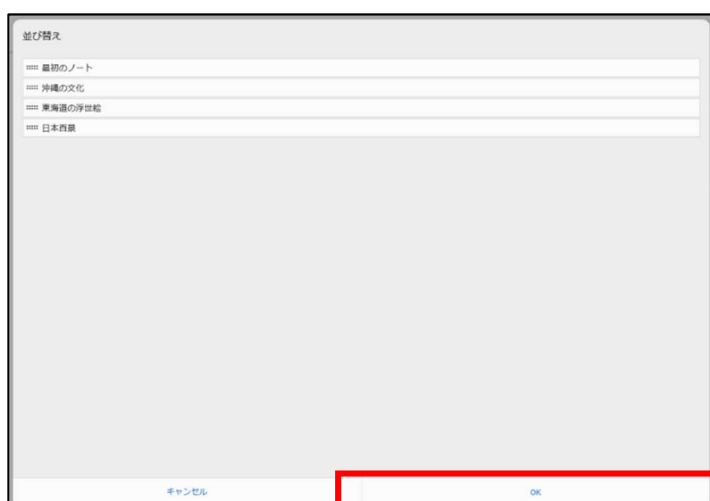 並び替え
最初のノート
沖縄の文化
東海道の浮世絵
日本百景
キャンセル
OK